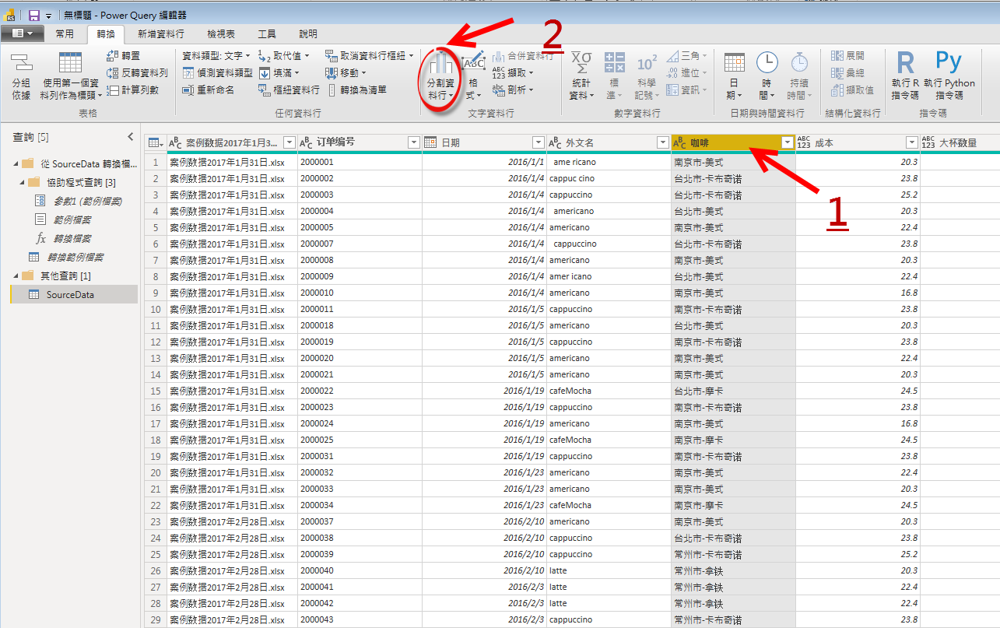 無標題 - Power Query 編輯器
常用 轉換 新增資料行 檢視表 工具 說明
分組依據 使用第一個資料列作為標頭 轉置 反轉資料列 計算列數 表格
資料類型: 文字 偵測資料類型 重新命名 取代值 填滿 樞紐資料行 取消資料行樞紐 移動 轉換為清單 任何資料行
分割資料行 格式 合併資料行 擷取 剖析 文字資料行
統計資料 標準 科學記號 三角 進位 資訊 數字資料行
日期 時間 持續時間 日期與時間資料行
展開 彙總 擷取值 結構化資料行
執行 R 指令碼 執行 Python 指令碼 指令碼
2
1
查詢 [5]
從 SourceData 轉換檔...
協助程式查詢 [3]
參數1 (範例檔案)
範例檔案
轉換檔案
轉換範例檔案
其他查詢 [1]
SourceData
案例数据2017年1月3... 订单编号 日期 外文名 咖啡 成本 大杯数量
1 案例数据2017年1月31日.xlsx 2000001 2016/1/1 ame ricano 南京市-美式 20.3
2 案例数据2017年1月31日.xlsx 2000002 2016/1/4 cappuc cino 台北市-卡布奇诺 23.8
3 案例数据2017年1月31日.xlsx 2000003 2016/1/4 cappuccino 南京市-卡布奇诺 25.2
4 案例数据2017年1月31日.xlsx 2000004 2016/1/4 americano 台北市-美式 20.3
5 案例数据2017年1月31日.xlsx 2000005 2016/1/4 americano 南京市-美式 22.4
6 案例数据2017年1月31日.xlsx 2000007 2016/1/4 cappuccino 台北市-卡布奇诺 23.8
7 案例数据2017年1月31日.xlsx 2000008 2016/1/4 americano 南京市-美式 20.3
8 案例数据2017年1月31日.xlsx 2000009 2016/1/4 amer icano 台北市-美式 22.4
9 案例数据2017年1月31日.xlsx 2000010 2016/1/4 americano 南京市-美式 16.8
10 案例数据2017年1月31日.xlsx 2000011 2016/1/5 cappuccino 南京市-卡布奇诺 23.8
11 案例数据2017年1月31日.xlsx 2000018 2016/1/5 americano 台北市-美式 20.3
12 案例数据2017年1月31日.xlsx 2000019 2016/1/5 cappuccino 南京市-卡布奇诺 23.8
13 案例数据2017年1月31日.xlsx 2000020 2016/1/5 americano 南京市-美式 22.4
14 案例数据2017年1月31日.xlsx 2000021 2016/1/5 americano 南京市-美式 20.3
15 案例数据2017年1月31日.xlsx 2000022 2016/1/19 cafeMocha 台北市-摩卡 24.5
16 案例数据2017年1月31日.xlsx 2000023 2016/1/19 cappuccino 南京市-卡布奇诺 23.8
17 案例数据2017年1月31日.xlsx 2000024 2016/1/19 americano 南京市-美式 16.8
18 案例数据2017年1月31日.xlsx 2000025 2016/1/19 cafeMocha 南京市-摩卡 24.5
19 案例数据2017年1月31日.xlsx 2000031 2016/1/19 cappuccino 南京市-卡布奇诺 23.8
20 案例数据2017年1月31日.xlsx 2000032 2016/1/23 americano 南京市-美式 22.4
21 案例数据2017年1月31日.xlsx 2000033 2016/1/23 americano 南京市-美式 20.3
22 案例数据2017年1月31日.xlsx 2000034 2016/1/23 cafeMocha 南京市-摩卡 24.5
23 案例数据2017年2月28日.xlsx 2000037 2016/2/10 americano 南京市-美式 20.3
24 案例数据2017年2月28日.xlsx 2000038 2016/2/10 cappuccino 台北市-卡布奇诺 23.8
25 案例数据2017年2月28日.xlsx 2000039 2016/2/10 cappuccino 常州市-卡布奇诺 25.2
26 案例数据2017年2月28日.xlsx 2000040 2016/2/10 latte 常州市-拿铁 20.3
27 案例数据2017年2月28日.xlsx 2000041 2016/2/3 latte 常州市-拿铁 22.4
28 案例数据2017年2月28日.xlsx 2000042 2016/2/3 latte 常州市-拿铁 22.4
29 案例数据2017年2月28日.xlsx 2000043 2016/2/3 cappuccino 常州市-卡布奇诺 23.8